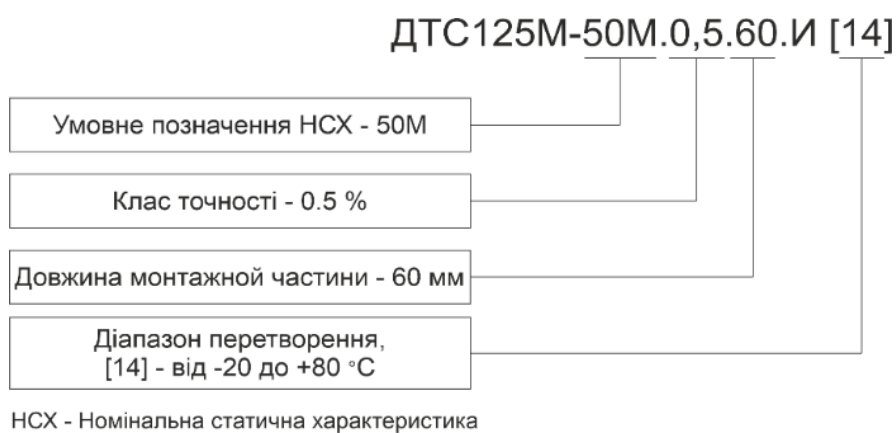 ДТС125М-50М.0,5.60.И [14]
Умовне позначення НСХ - 50М
Клас точності - 0.5 %
Довжина монтажной частини - 60 мм
Діапазон перетворення,
[14] - від -20 до +80 °С
НСХ - Номінальна статична характеристика